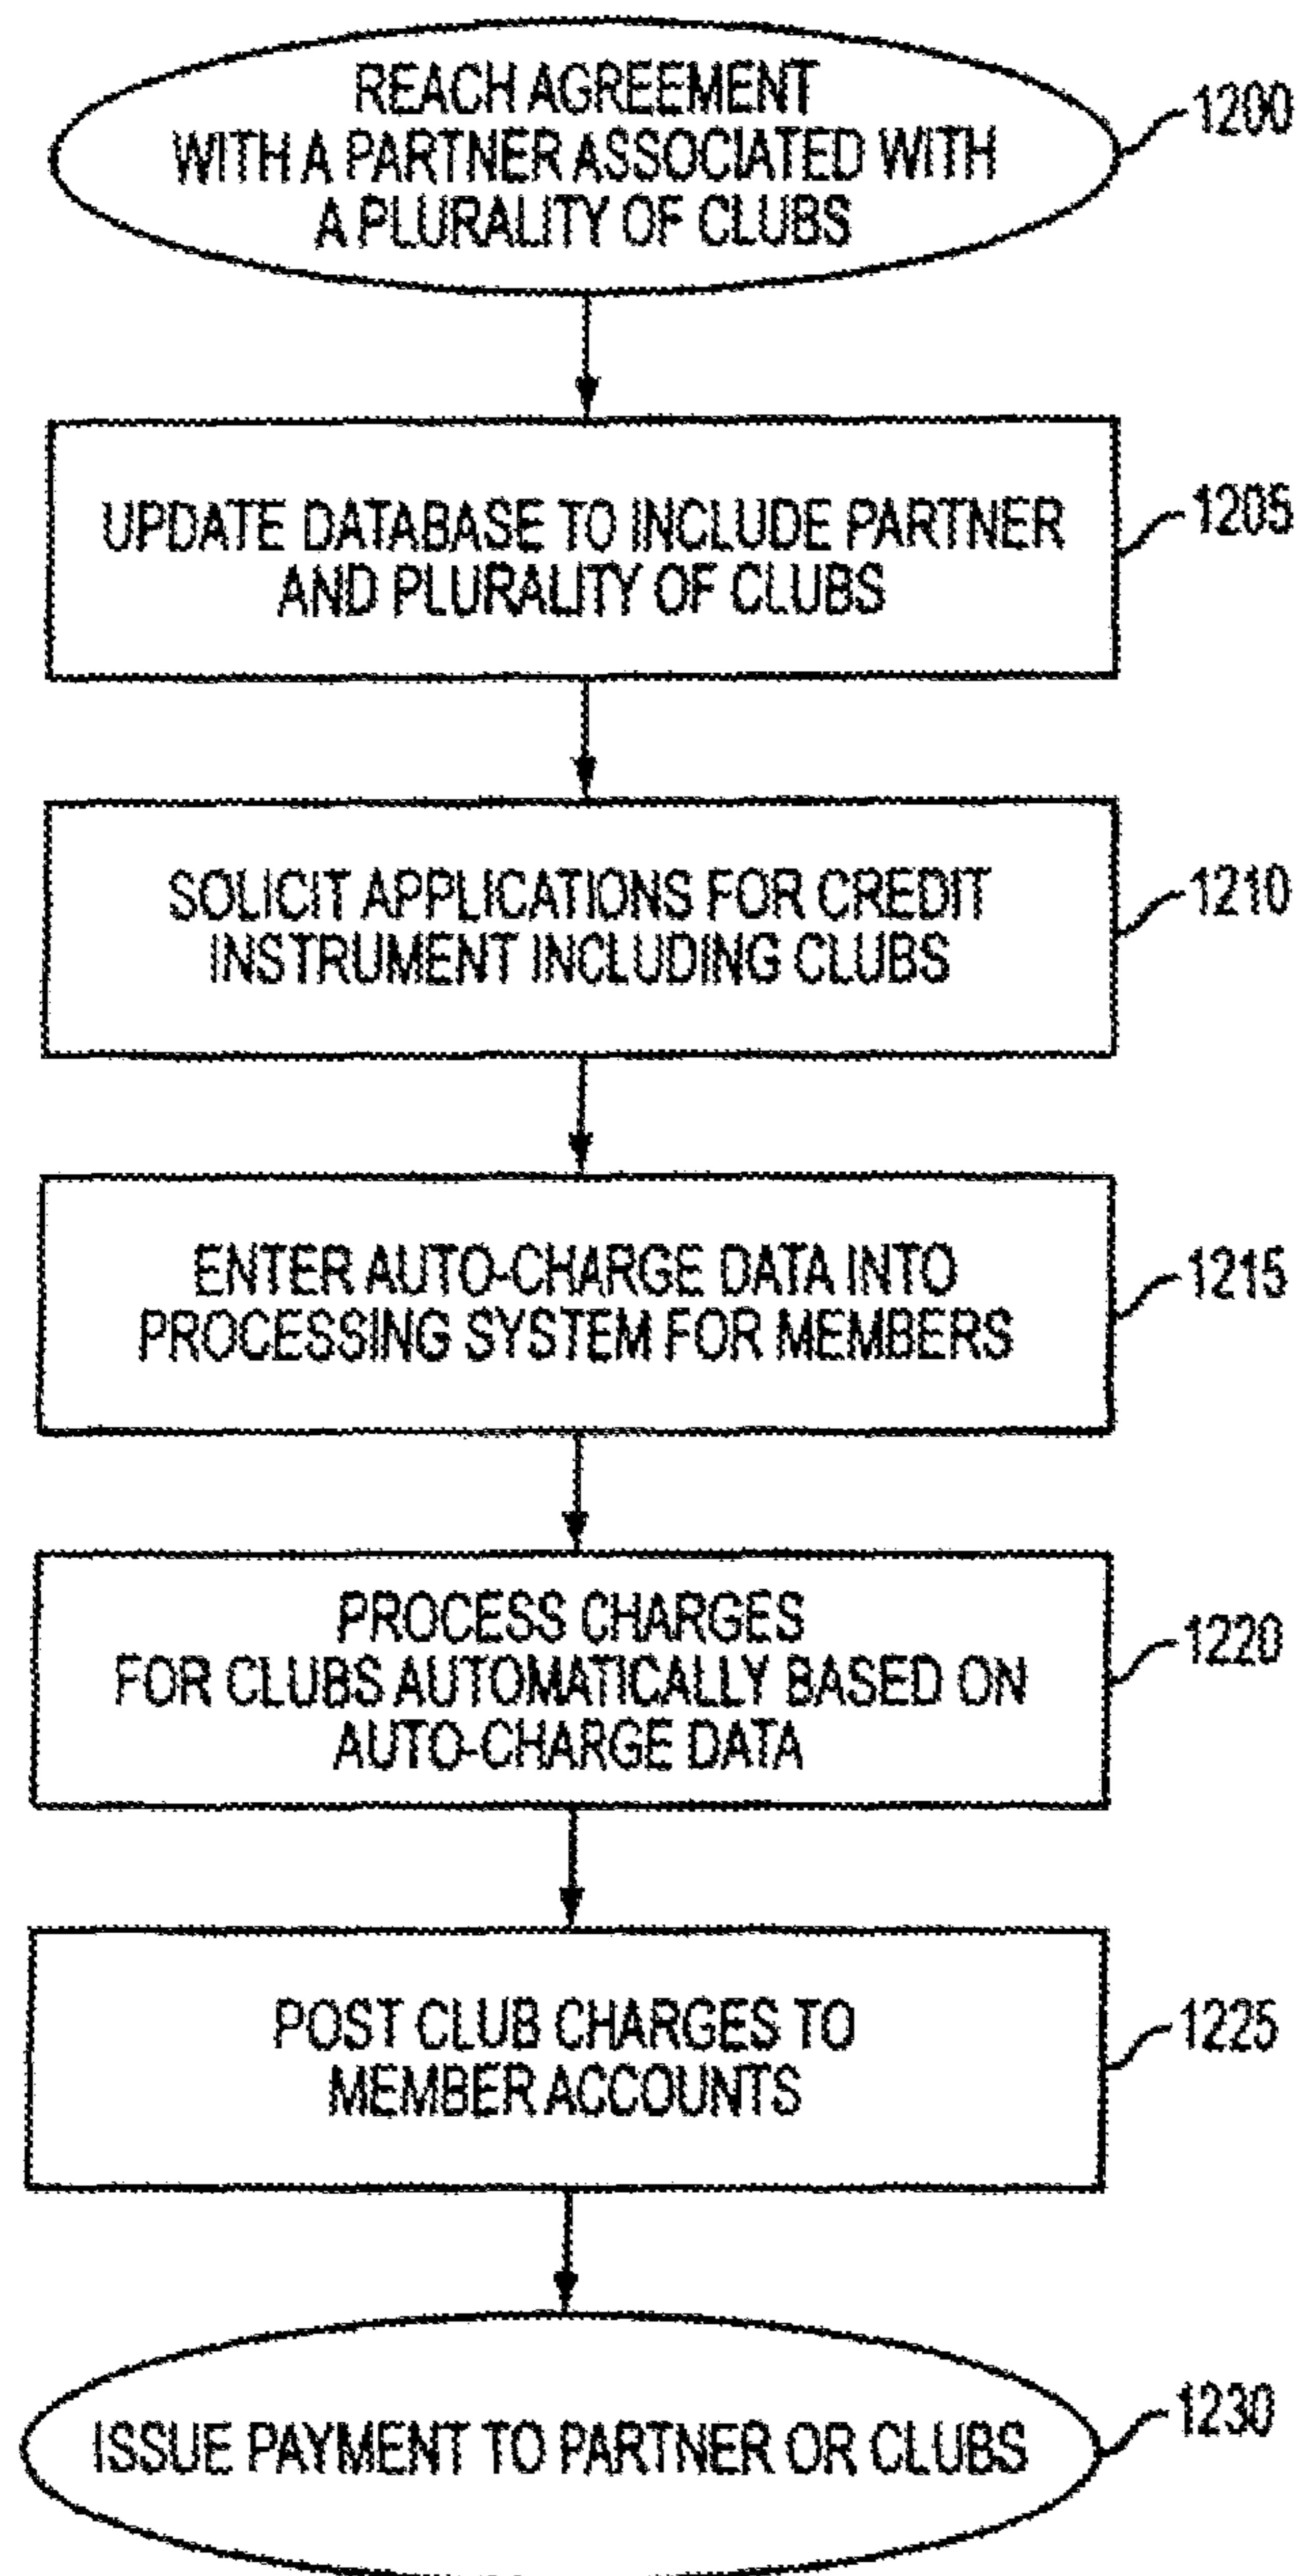 REACH AGREEMENT
WITH A PARTNER ASSOCIATED WITH
A PLURALITY OF CLUBS
1200
UPDATE DATABASE TO INCLUDE PARTNER
AND PLURALITY OF CLUBS
1205
SOLICIT APPLICATIONS FOR CREDIT
INSTRUMENT INCLUDING CLUBS
1210
ENTER AUTO-CHARGE DATA INTO
PROCESSING SYSTEM FOR MEMBERS
1215
PROCESS CHARGES
FOR CLUBS AUTOMATICALLY BASED ON
AUTO-CHARGE DATA
1220
POST CLUB CHARGES TO
MEMBER ACCOUNTS
1225
ISSUE PAYMENT TO PARTNER OR CLUBS
1230